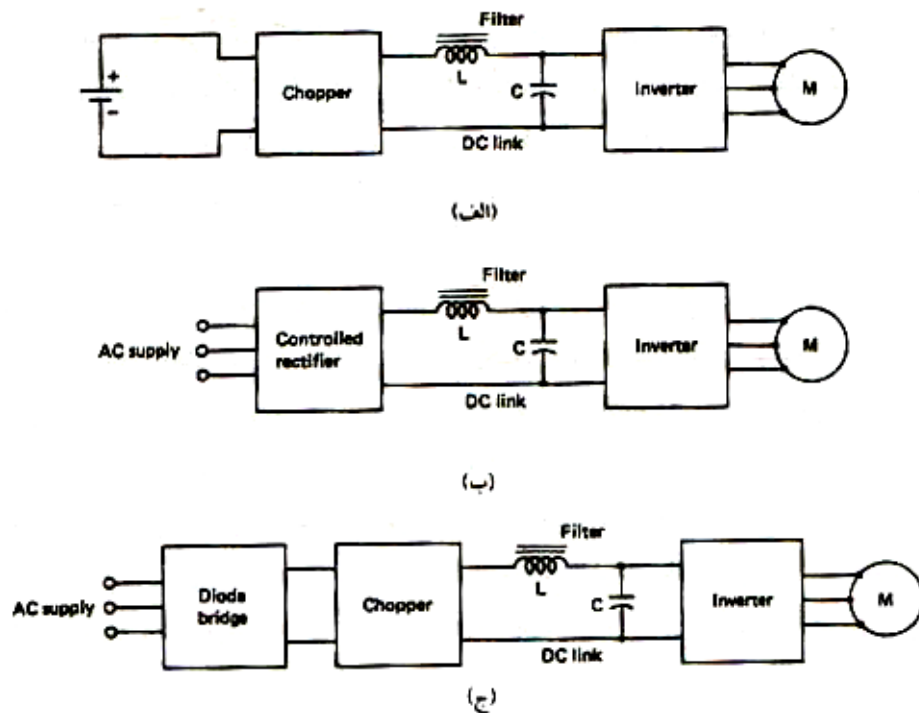 Filter
+
−
Chopper
L
C
Inverter
M
DC link
(الف)
Filter
AC supply
Controlled
rectifier
L
C
Inverter
M
DC link
(ب)
Filter
AC supply
Diode
bridge
Chopper
L
C
Inverter
M
DC link
(ج)